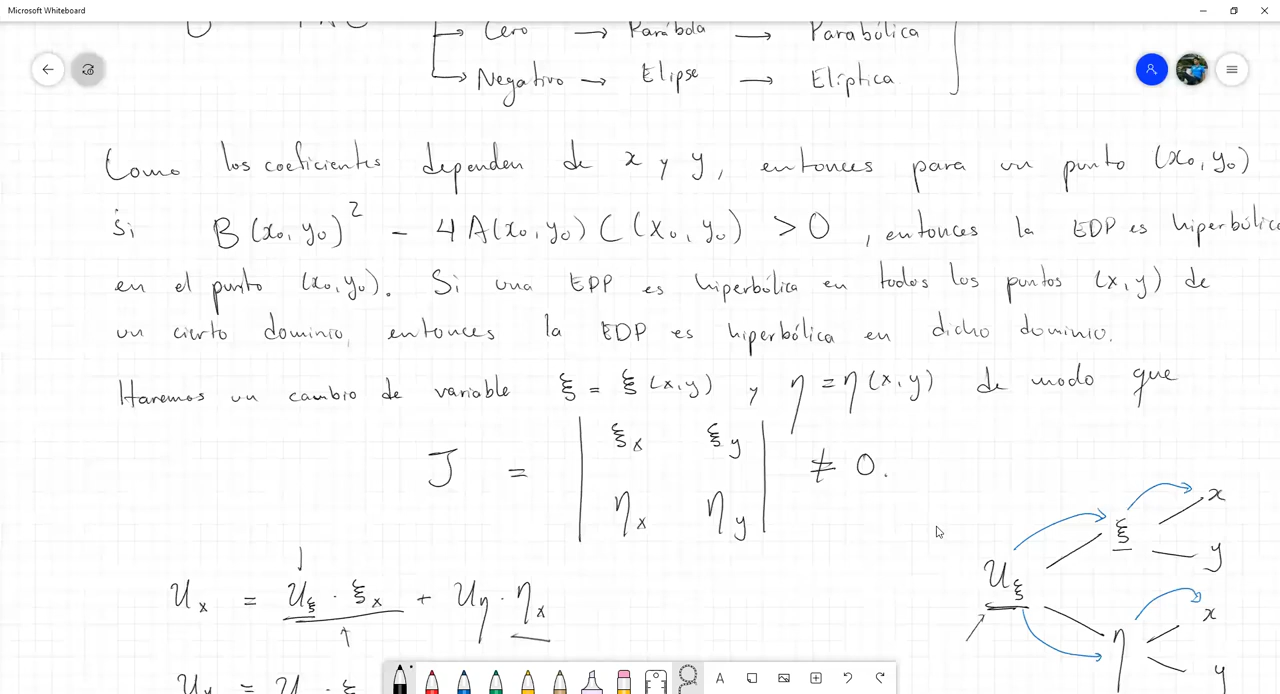 Microsoft Whiteboard
Cero → Parábola → Parabólica
Negativo → Elipse → Elíptica
Como los coeficientes dependen de x y y, entonces para un punto (x₀, y₀)
si B(x₀, y₀)² - 4A(x₀, y₀) C(x₀, y₀) > 0, entonces la EDP es hiperbólica
en el punto (x₀, y₀). Si una EDP es hiperbólica en todos los puntos (x, y) de
un cierto dominio, entonces la EDP es hiperbólica en dicho dominio.
Haremos un cambio de variable ξ = ξ(x,y) y η = η(x,y) de modo que
J = | ξx ξy |
| ηx ηy | ≠ 0.
Ux = Uξ · ξx + Uη · ηx
Uξ
ξ
x
y
η
x
y